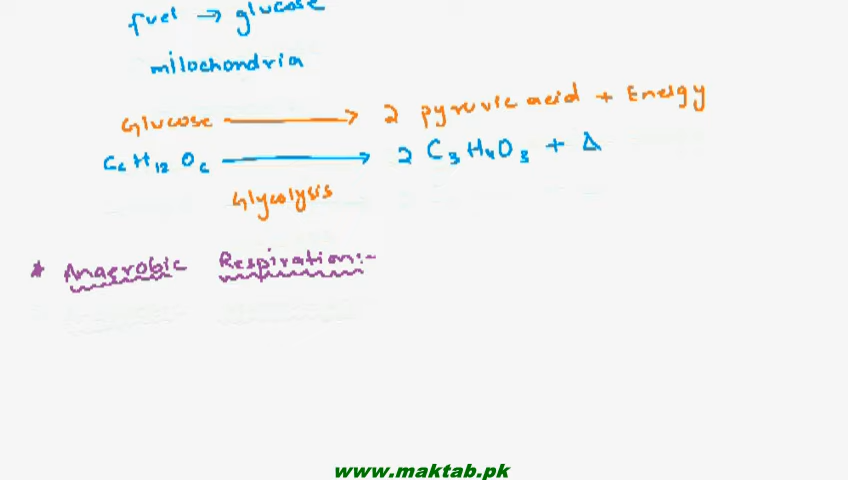 fuel → glucose
mitochondria
Glucose → 2 pyruvic acid + Energy
C6H12O6 → 2 C3H4O3 + Δ
Glycolysis
* Anaerobic Respiration:-
www.maktab.pk